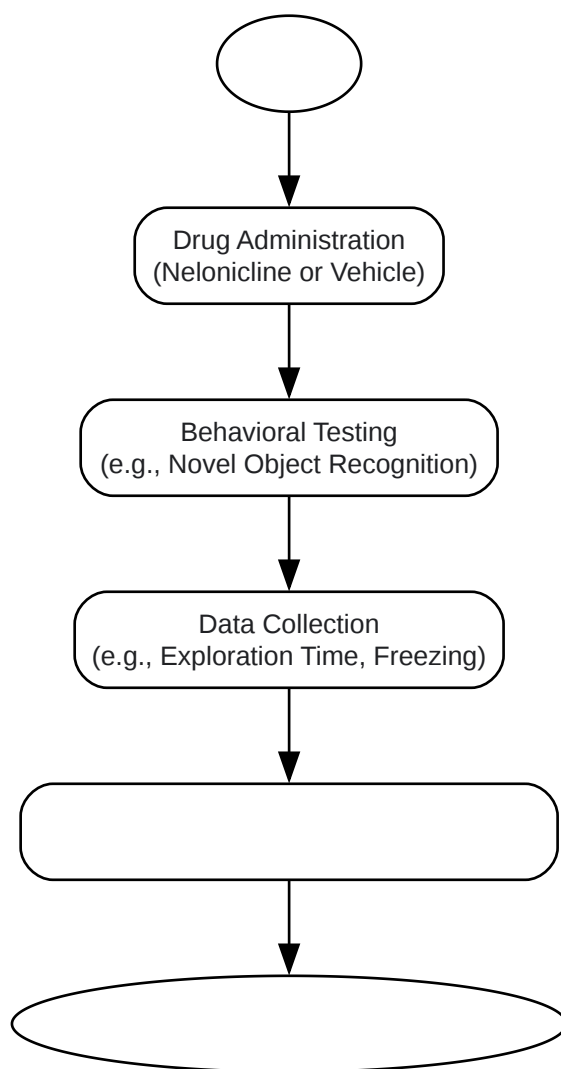 Drug Administration
(Nelonicline or Vehicle)
Behavioral Testing
(e.g., Novel Object Recognition)
Data Collection
(e.g., Exploration Time, Freezing)